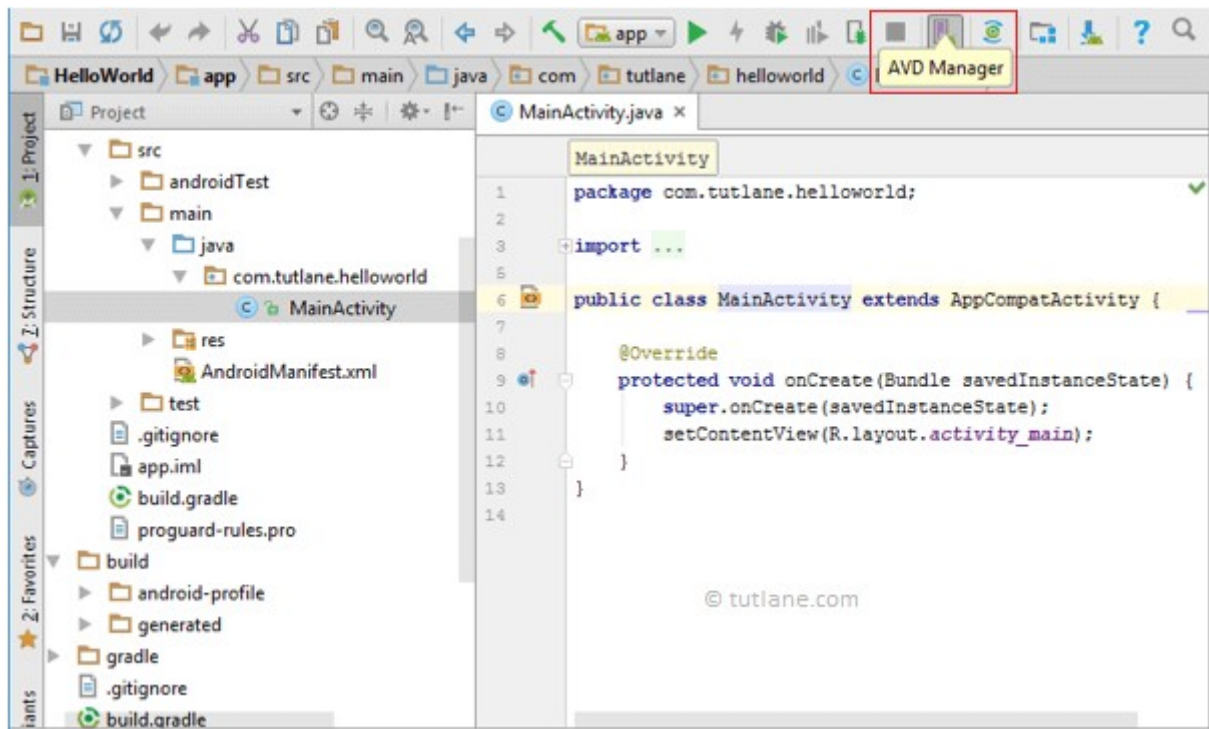 app
HelloWorld app src main java com tutlane helloworld
AVD Manager
1: Project
7: Structure
Captures
2: Favorites
Project
src
androidTest
main
java
com.tutlane.helloworld
MainActivity
res
AndroidManifest.xml
test
.gitignore
app.iml
build.gradle
proguard-rules.pro
build
android-profile
generated
gradle
.gitignore
build.gradle
MainActivity.java
MainActivity
1 package com.tutlane.helloworld;
2
3 import ...
5
6 public class MainActivity extends AppCompatActivity {
7
8 @Override
9 protected void onCreate(Bundle savedInstanceState) {
10 super.onCreate(savedInstanceState);
11 setContentView(R.layout.activity_main);
12 }
13 }
14
© tutlane.com